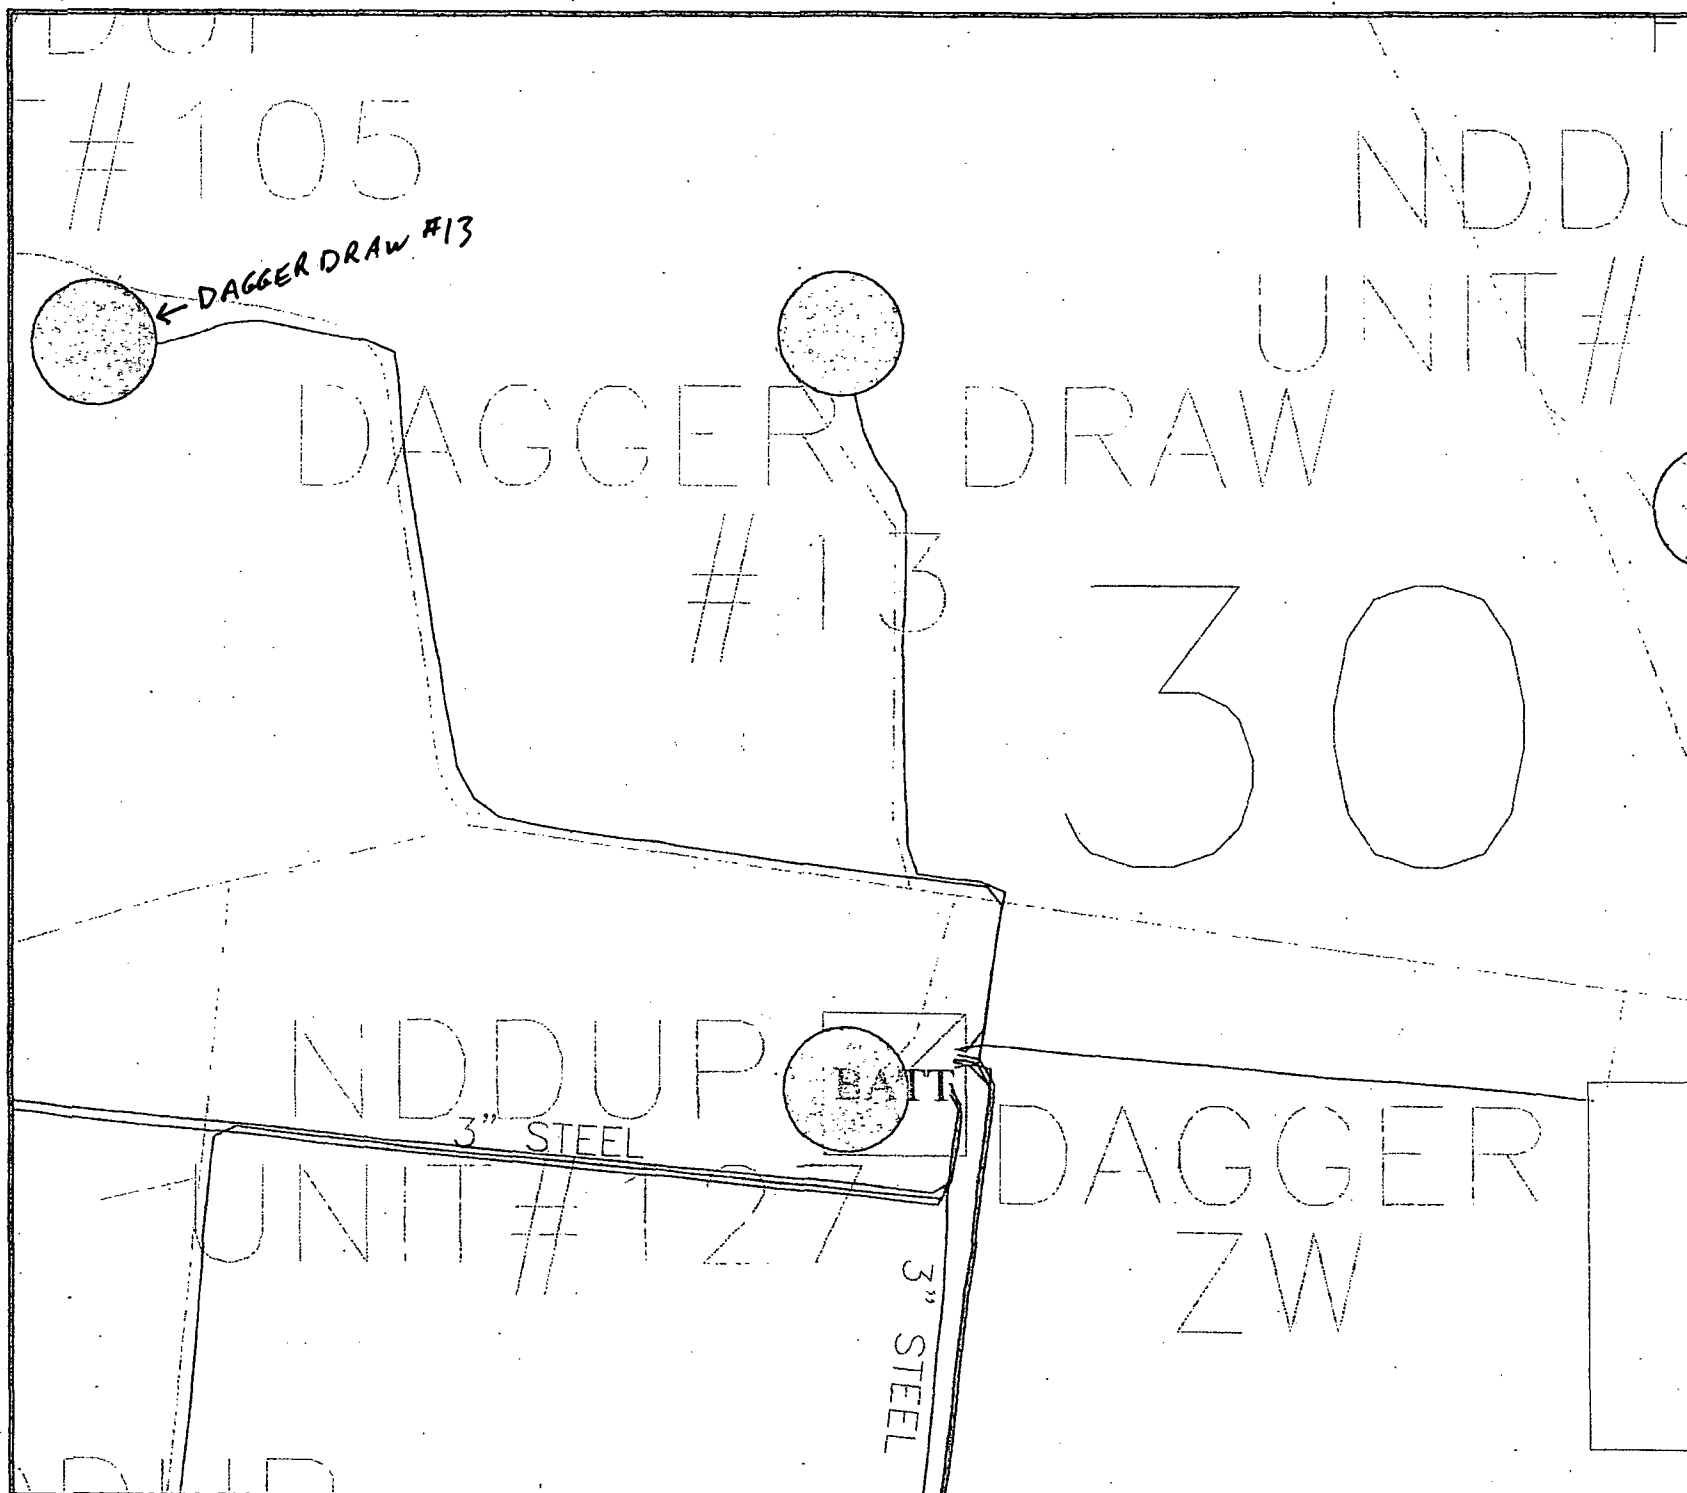 #105
NDDU
DAGGER DRAW #13
UNIT#
DAGGER DRAW
#13
30
NDDUP
BATT
3" STEEL
UNIT#127
DAGGER
ZW
3" STEEL